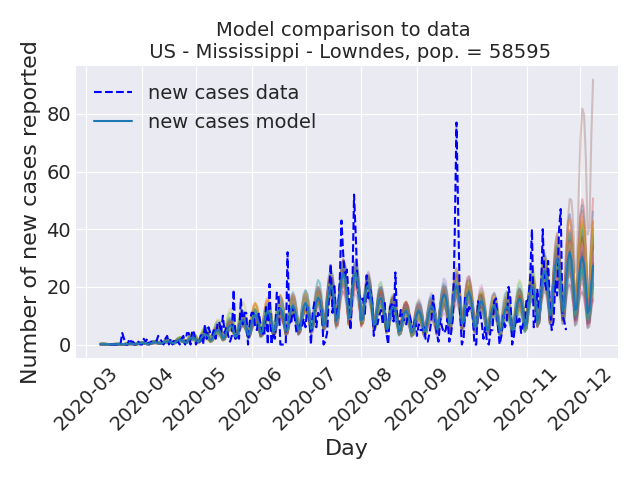 Model comparison to data
US - Mississippi - Lowndes, pop. = 58595
new cases data
new cases model
Number of new cases reported
80
60
40
20
0
2020-03
2020-04
2020-05
2020-06
2020-07
2020-08
2020-09
2020-10
2020-11
2020-12
Day